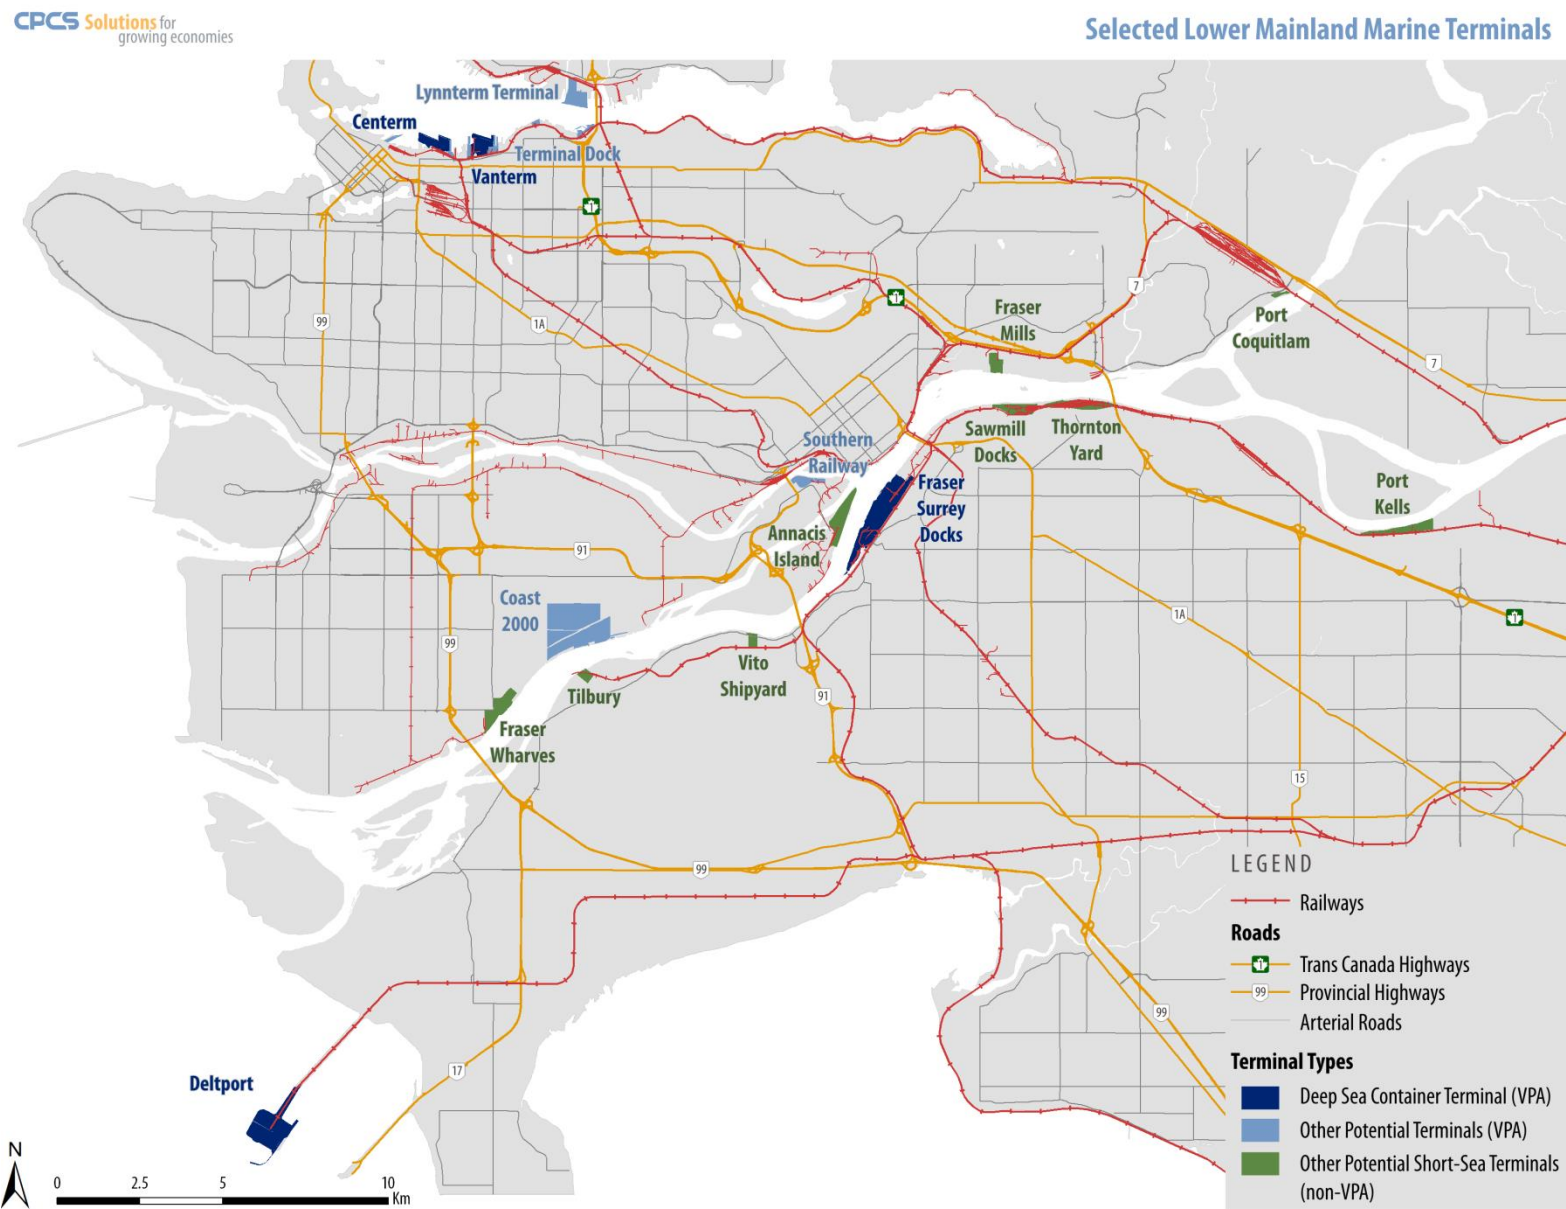 CPCS Solutions for
growing economies
Selected Lower Mainland Marine Terminals
Lynnterm Terminal
Centerm
Terminal Dock
Vanterm
1
99
1A
1
7
Fraser
Mills
Port
Coquitlam
7
Southern
Railway
Sawmill
Docks
Thornton
Yard
Port
Kells
Fraser
Surrey
Docks
Annacis
Island
91
Coast
2000
99
1A
1
Vito
Shipyard
Tilbury
91
Fraser
Wharves
15
99
99
17
Deltport
N
0 2.5 5 10
Km
LEGEND
Railways
Roads
1 Trans Canada Highways
99 Provincial Highways
Arterial Roads
Terminal Types
Deep Sea Container Terminal (VPA)
Other Potential Terminals (VPA)
Other Potential Short-Sea Terminals
(non-VPA)